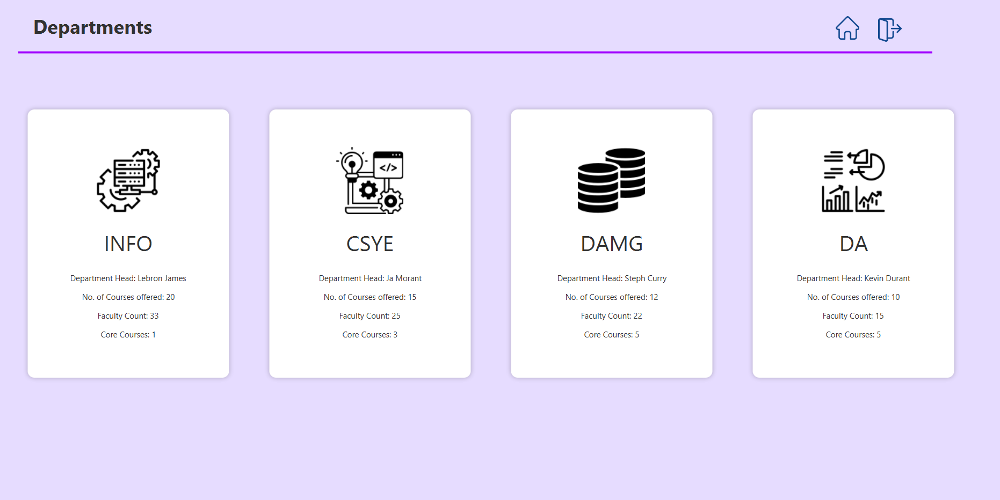 Departments
</>
INFO
Department Head: Lebron James
No. of Courses offered: 20
Faculty Count: 33
Core Courses: 1
CSYE
Department Head: Ja Morant
No. of Courses offered: 15
Faculty Count: 25
Core Courses: 3
DAMG
Department Head: Steph Curry
No. of Courses offered: 12
Faculty Count: 22
Core Courses: 5
DA
Department Head: Kevin Durant
No. of Courses offered: 10
Faculty Count: 15
Core Courses: 5